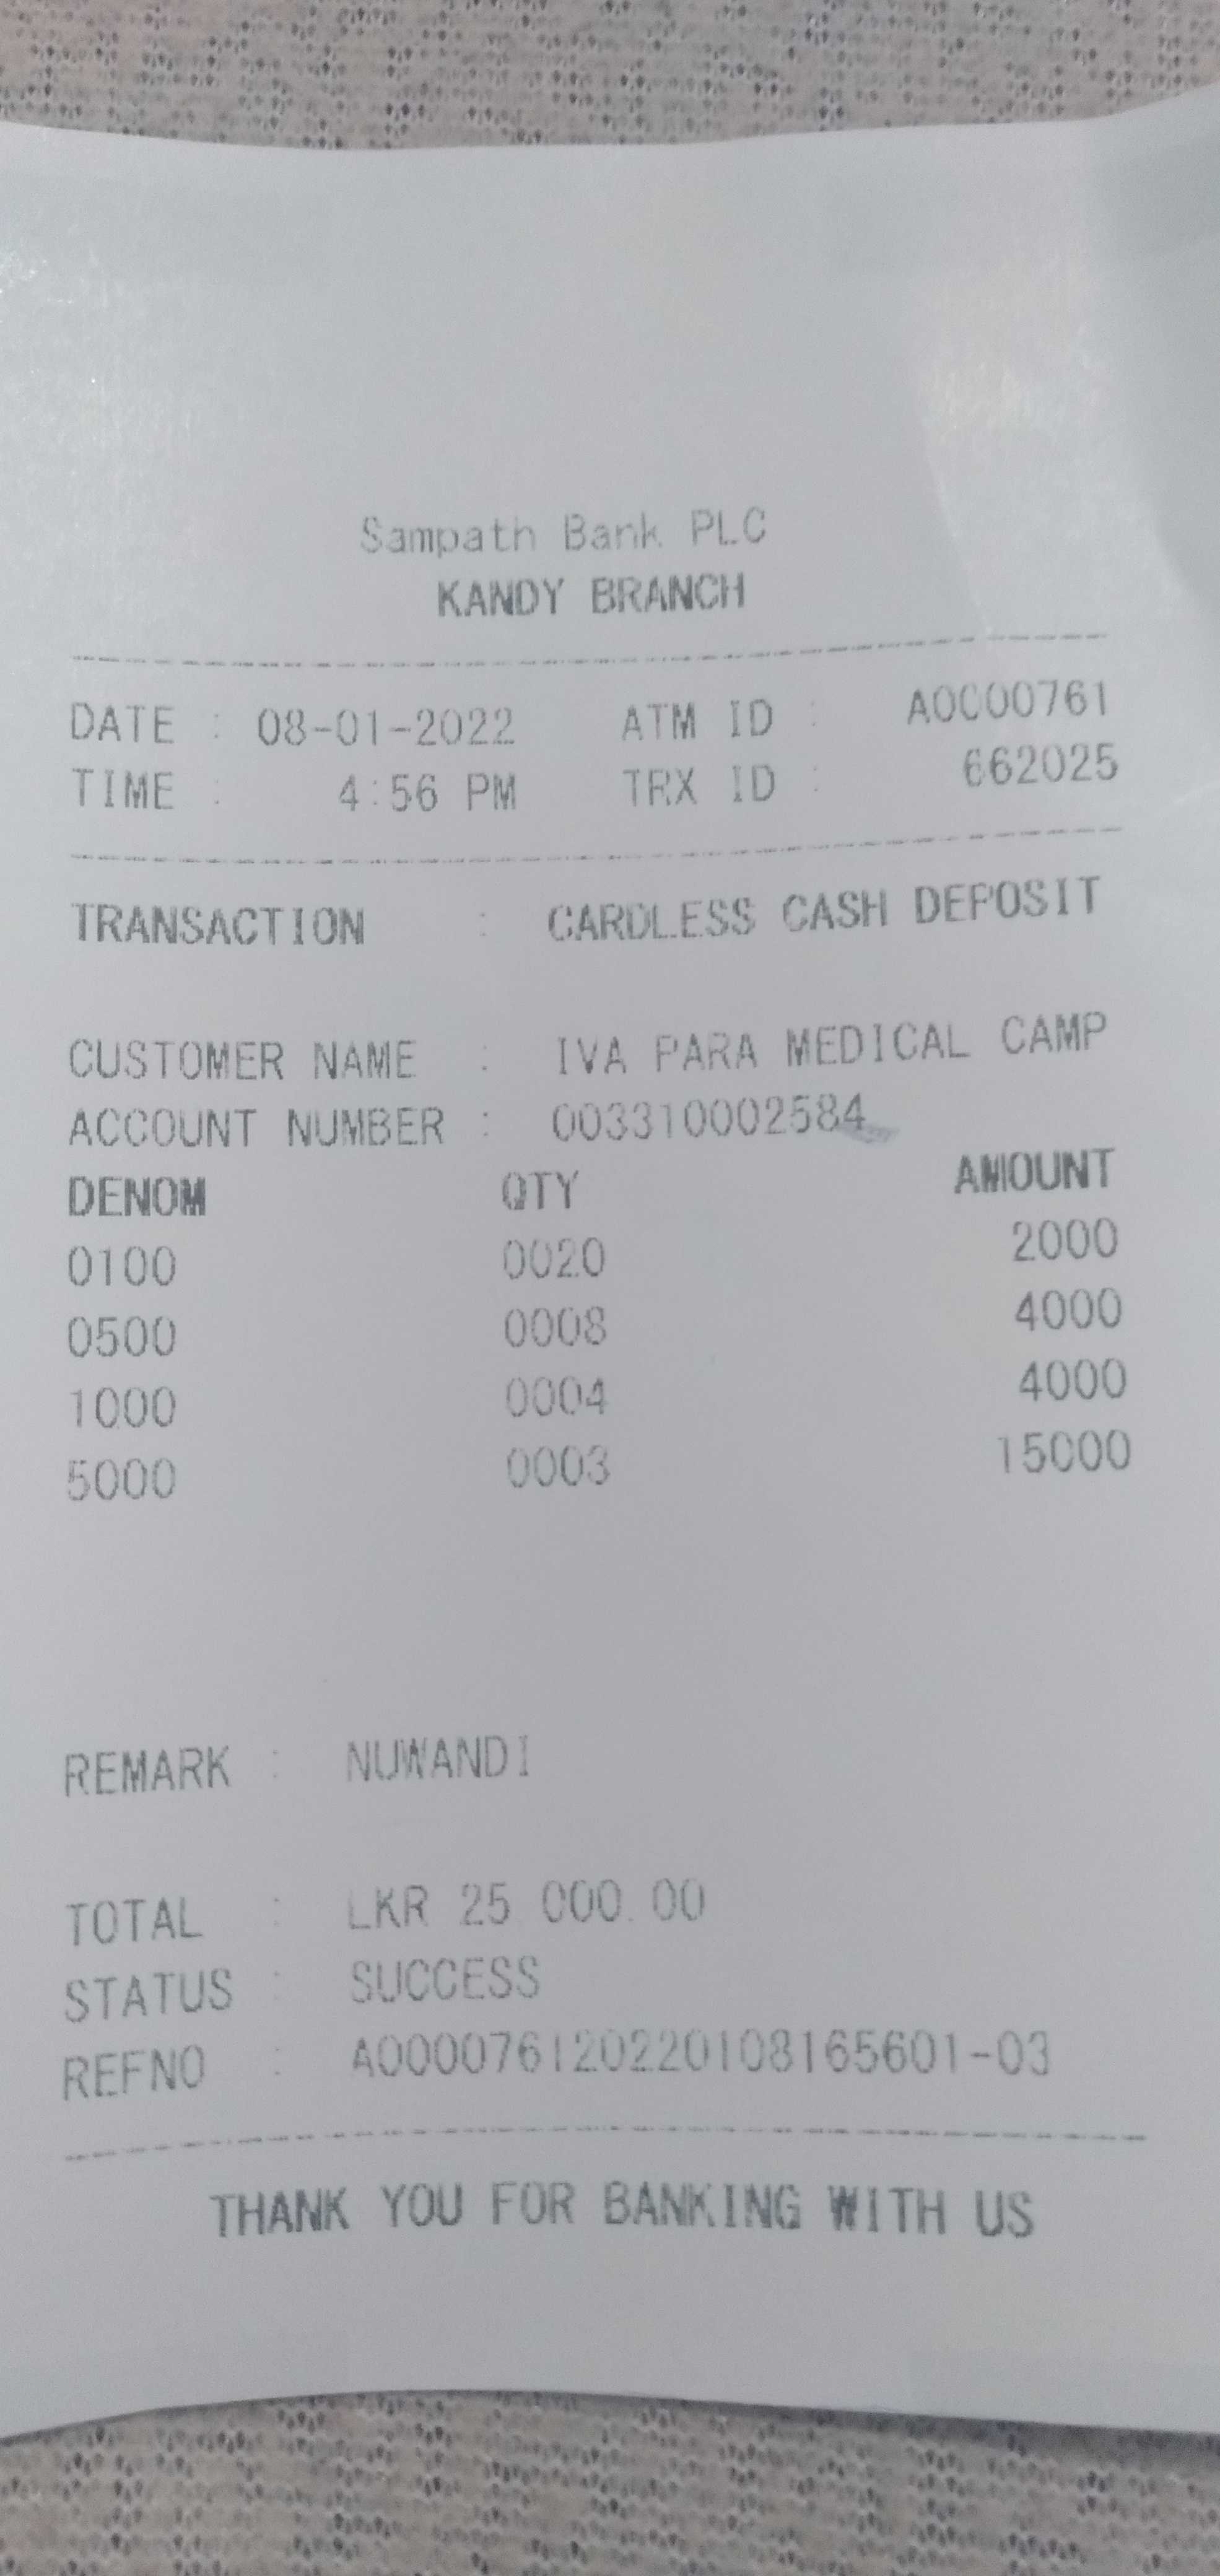 Sampath Bank PLC
KANDY BRANCH
DATE : 08-01-2022 ATM ID : A0000761
TIME : 4:56 PM TRX ID : 662025
TRANSACTION : CARDLESS CASH DEPOSIT
CUSTOMER NAME : IVA PARA MEDICAL CAMP
ACCOUNT NUMBER : 003310002584
DENOM QTY AMOUNT
0100 0020 2000
0500 0008 4000
1000 0004 4000
5000 0003 15000
REMARK : NUWANDI
TOTAL : LKR 25 000.00
STATUS : SUCCESS
REFNO : A000076120220108165601-03
THANK YOU FOR BANKING WITH US